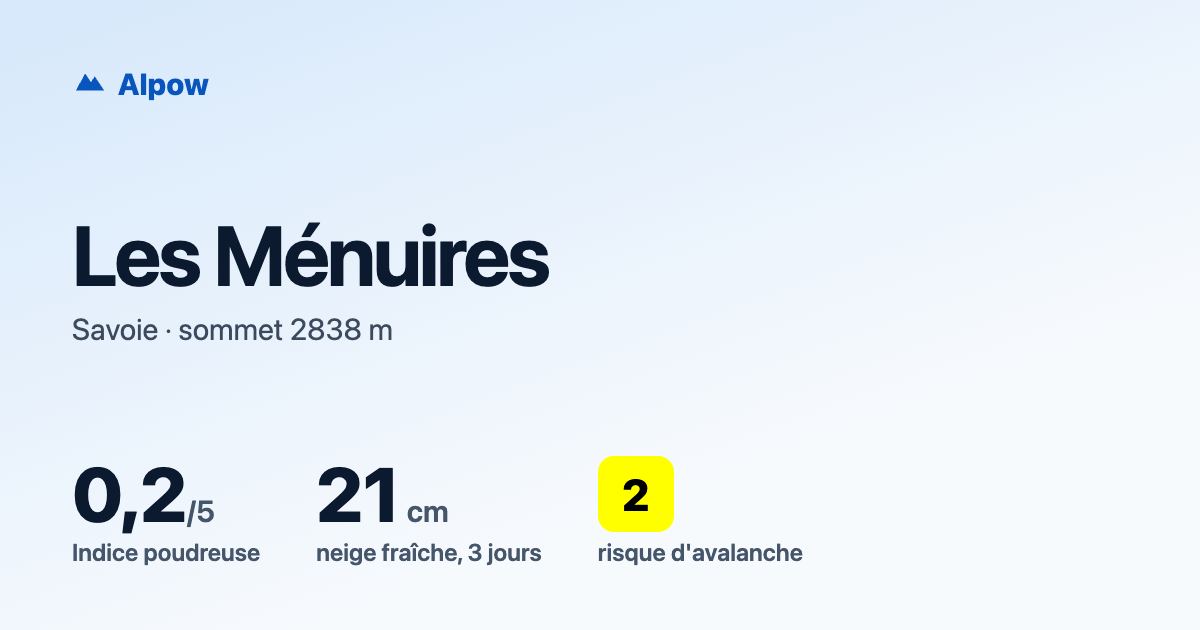 Alpow
Les Ménuires
Savoie · sommet 2838 m
0,2/5
Indice poudreuse
21 cm
neige fraîche, 3 jours
2
risque d'avalanche